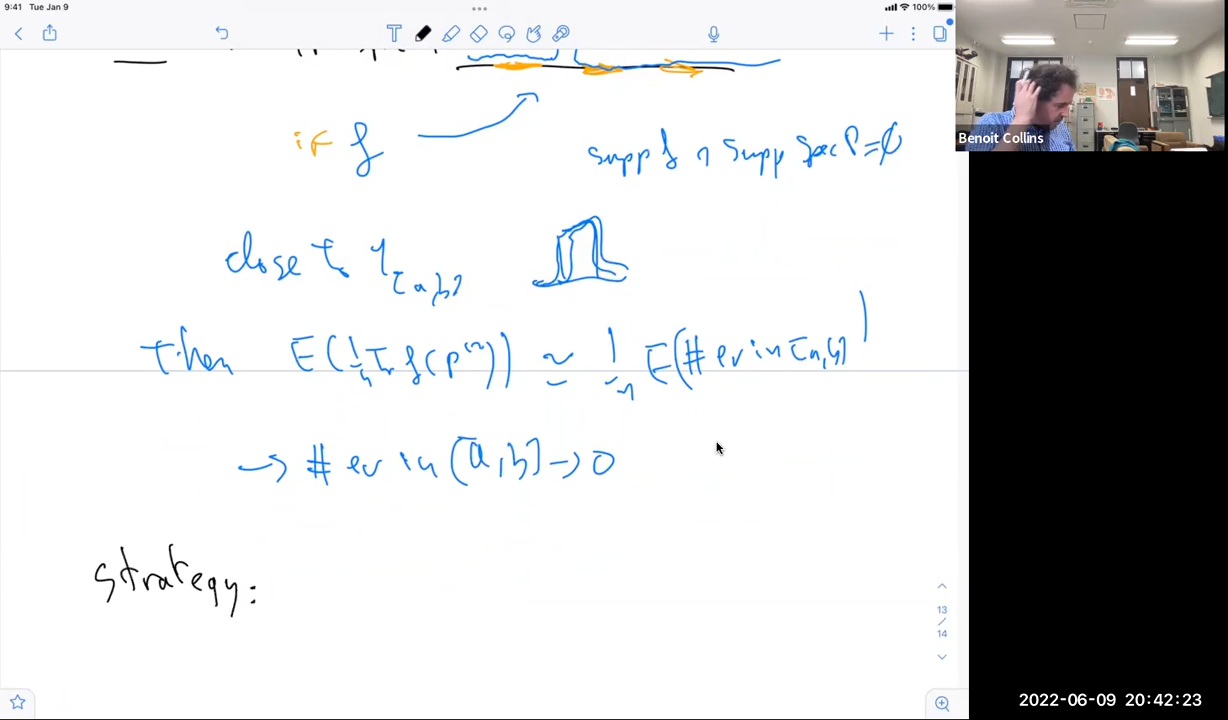 9:41 Tue Jan 9
100%
if f
supp f ∩ supp Spec P = ∅
close to 1[a,b]
then E(1/n Tr f(P⁽ⁿ⁾)) ≃ 1/n E(# ev in [a,b])
→ # ev in [a,b] → 0
strategy:
13
/
14
Benoit Collins
2022-06-09 20:42:23